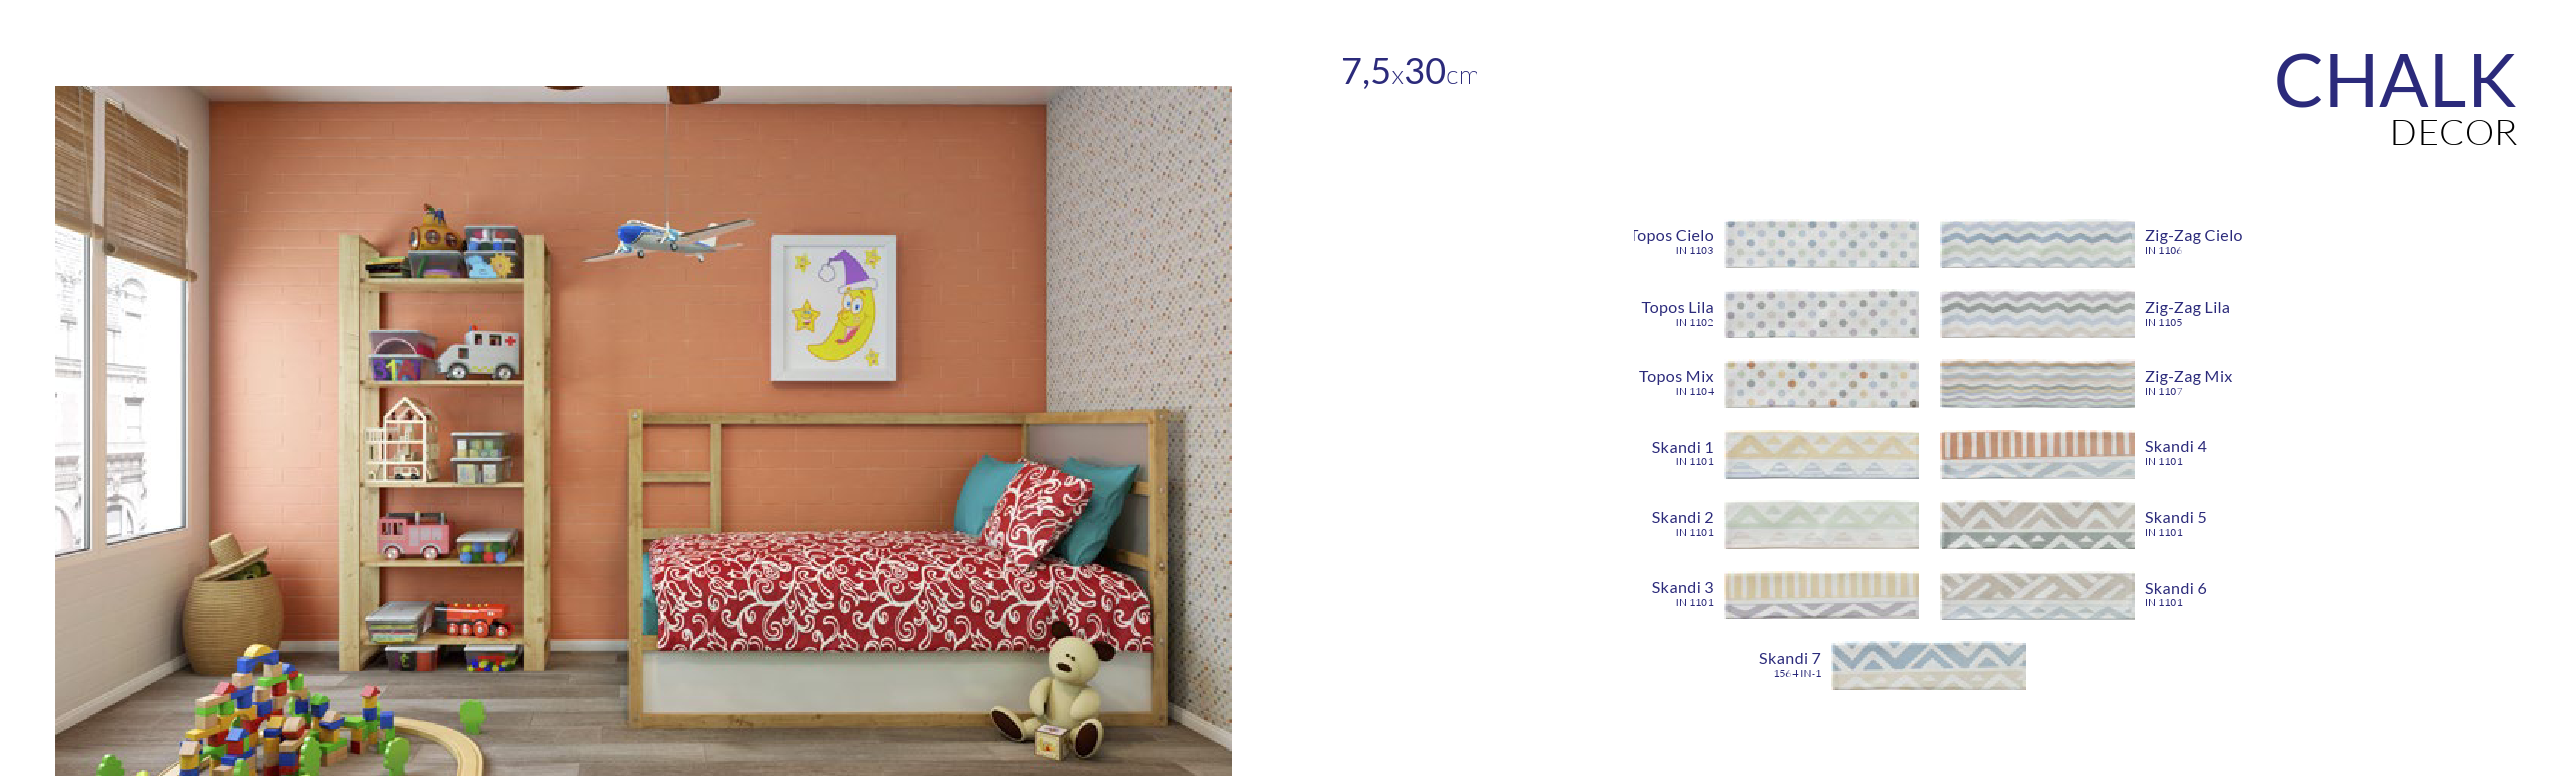 7,5x30cm
CHALK
DECOR
Topos Cielo
IN 1103
Zig-Zag Cielo
IN 1106
Topos Lila
IN 1102
Zig-Zag Lila
IN 1105
Topos Mix
IN 1104
Zig-Zag Mix
IN 1107
Skandi 1
IN 1101
Skandi 4
IN 1101
Skandi 2
IN 1101
Skandi 5
IN 1101
Skandi 3
IN 1101
Skandi 6
IN 1101
Skandi 7
1564 IN-1